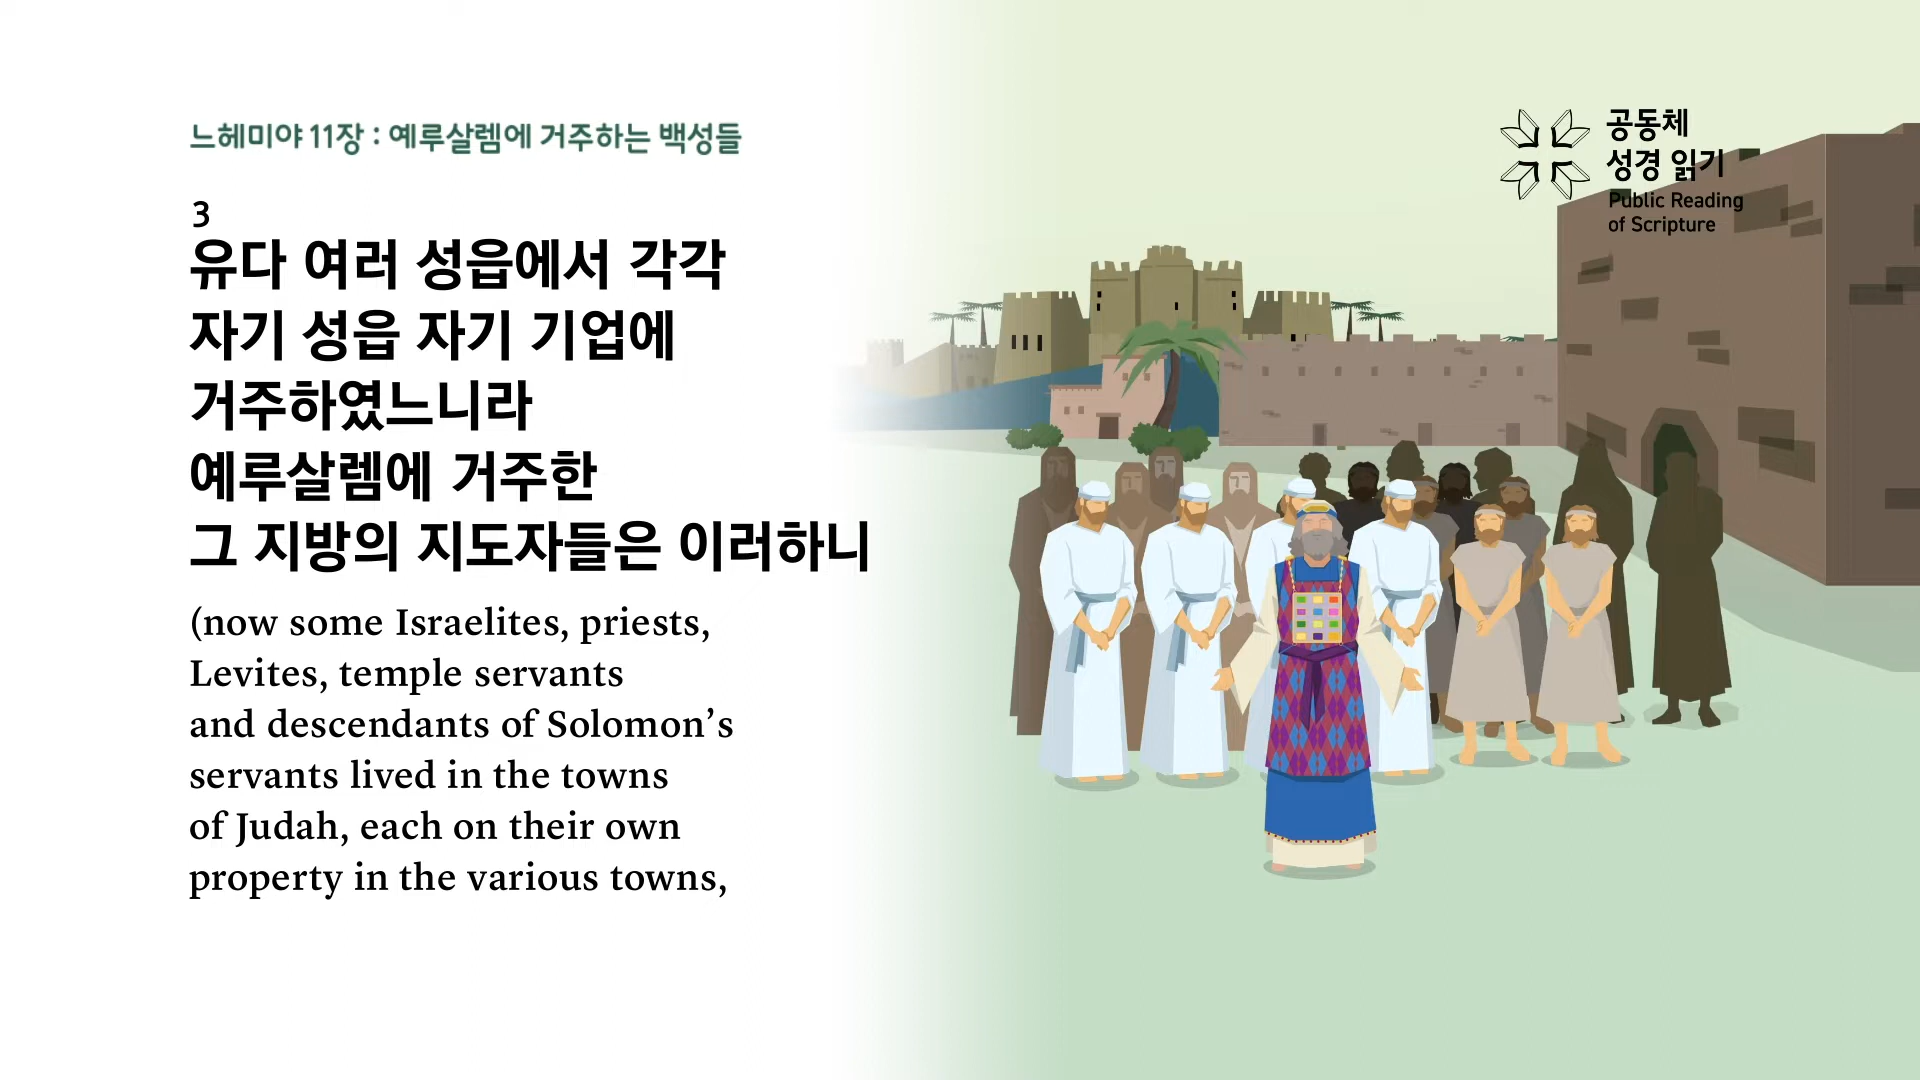 느헤미야 11장 : 예루살렘에 거주하는 백성들
3
유다 여러 성읍에서 각각
자기 성읍 자기 기업에
거주하였느니라
예루살렘에 거주한
그 지방의 지도자들은 이러하니
(now some Israelites, priests,
Levites, temple servants
and descendants of Solomon’s
servants lived in the towns
of Judah, each on their own
property in the various towns,
공동체
성경 읽기
Public Reading
of Scripture